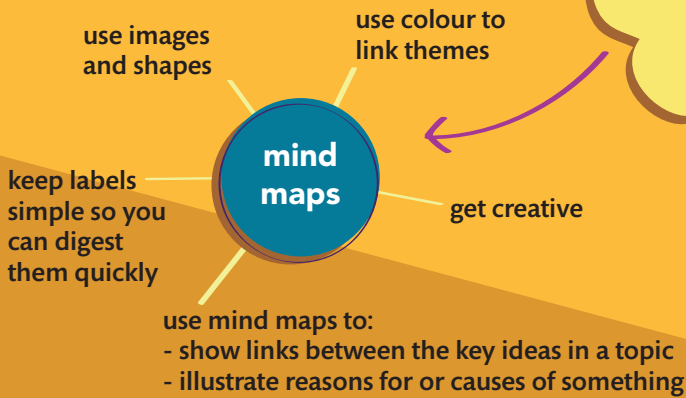 use images
and shapes
use colour to
link themes
mind
maps
keep labels
simple so you
can digest
them quickly
get creative
use mind maps to:
- show links between the key ideas in a topic
- illustrate reasons for or causes of something